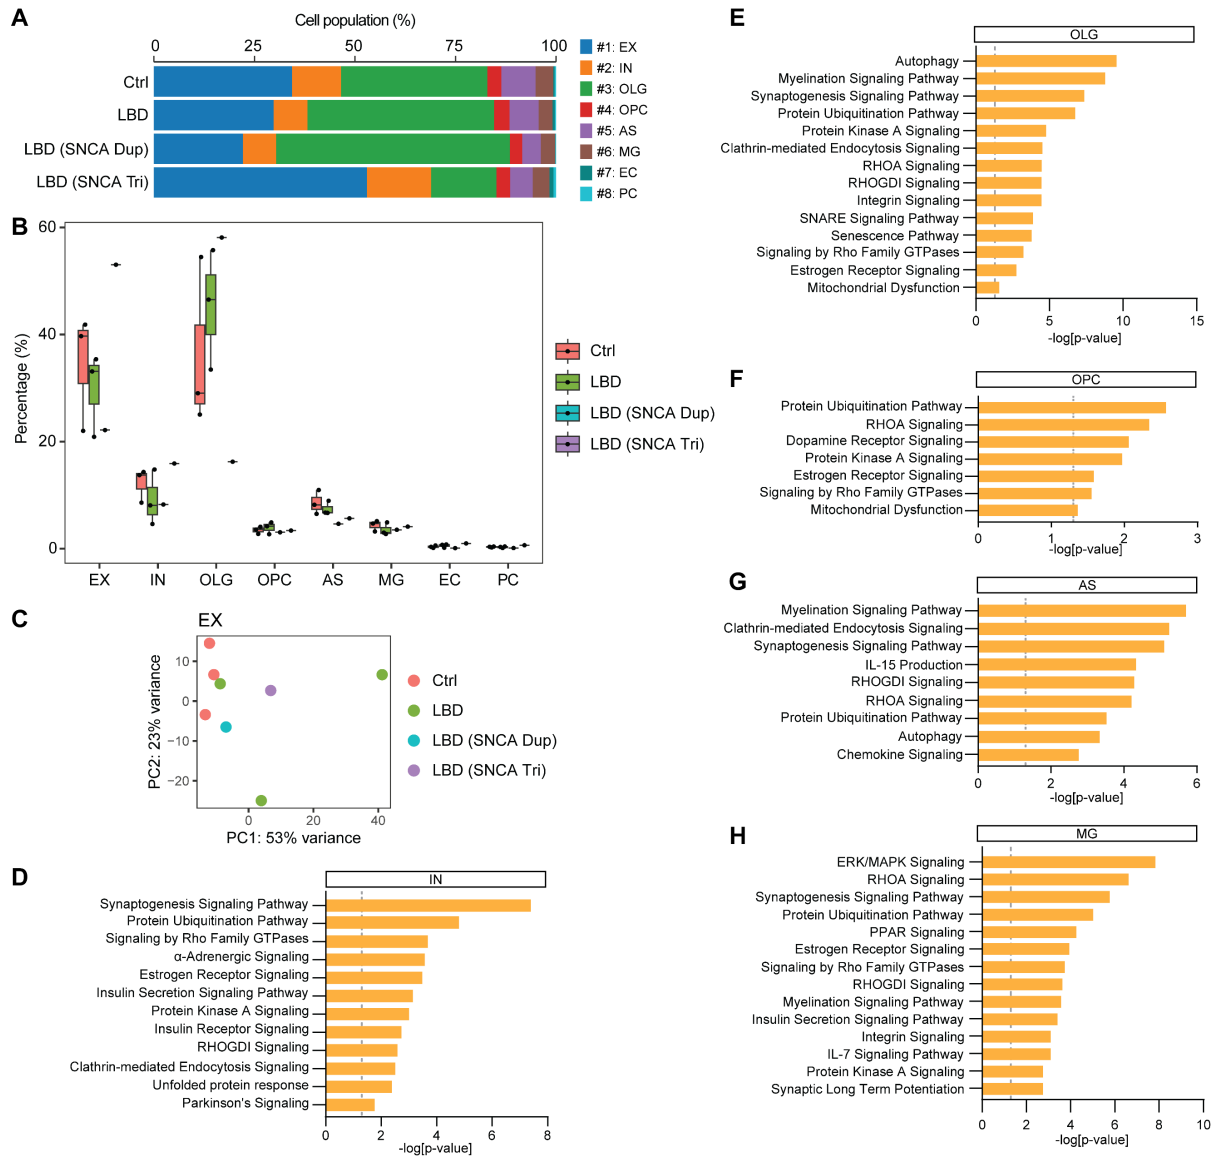 A
Cell population (%)
0 25 50 75 100
Ctrl
LBD
LBD (SNCA Dup)
LBD (SNCA Tri)
#1: EX
#2: IN
#3: OLG
#4: OPC
#5: AS
#6: MG
#7: EC
#8: PC
B
Percentage (%)
60
40
20
0
EX IN OLG OPC AS MG EC PC
Ctrl
LBD
LBD (SNCA Dup)
LBD (SNCA Tri)
C
EX
PC2: 23% variance
10
0
−10
−20
0 20 40
PC1: 53% variance
Ctrl
LBD
LBD (SNCA Dup)
LBD (SNCA Tri)
D
IN
Synaptogenesis Signaling Pathway
Protein Ubiquitination Pathway
Signaling by Rho Family GTPases
α-Adrenergic Signaling
Estrogen Receptor Signaling
Insulin Secretion Signaling Pathway
Protein Kinase A Signaling
Insulin Receptor Signaling
RHOGDI Signaling
Clathrin-mediated Endocytosis Signaling
Unfolded protein response
Parkinson's Signaling
0 2 4 6 8
-log[p-value]
E
OLG
Autophagy
Myelination Signaling Pathway
Synaptogenesis Signaling Pathway
Protein Ubiquitination Pathway
Protein Kinase A Signaling
Clathrin-mediated Endocytosis Signaling
RHOA Signaling
RHOGDI Signaling
Integrin Signaling
SNARE Signaling Pathway
Senescence Pathway
Signaling by Rho Family GTPases
Estrogen Receptor Signaling
Mitochondrial Dysfunction
0 5 10 15
-log[p-value]
F
OPC
Protein Ubiquitination Pathway
RHOA Signaling
Dopamine Receptor Signaling
Protein Kinase A Signaling
Estrogen Receptor Signaling
Signaling by Rho Family GTPases
Mitochondrial Dysfunction
0 1 2 3
-log[p-value]
G
AS
Myelination Signaling Pathway
Clathrin-mediated Endocytosis Signaling
Synaptogenesis Signaling Pathway
IL-15 Production
RHOGDI Signaling
RHOA Signaling
Protein Ubiquitination Pathway
Autophagy
Chemokine Signaling
0 2 4 6
-log[p-value]
H
MG
ERK/MAPK Signaling
RHOA Signaling
Synaptogenesis Signaling Pathway
Protein Ubiquitination Pathway
PPAR Signaling
Estrogen Receptor Signaling
Signaling by Rho Family GTPases
RHOGDI Signaling
Myelination Signaling Pathway
Insulin Secretion Signaling Pathway
Integrin Signaling
IL-7 Signaling Pathway
Protein Kinase A Signaling
Synaptic Long Term Potentiation
0 2 4 6 8 10
-log[p-value]